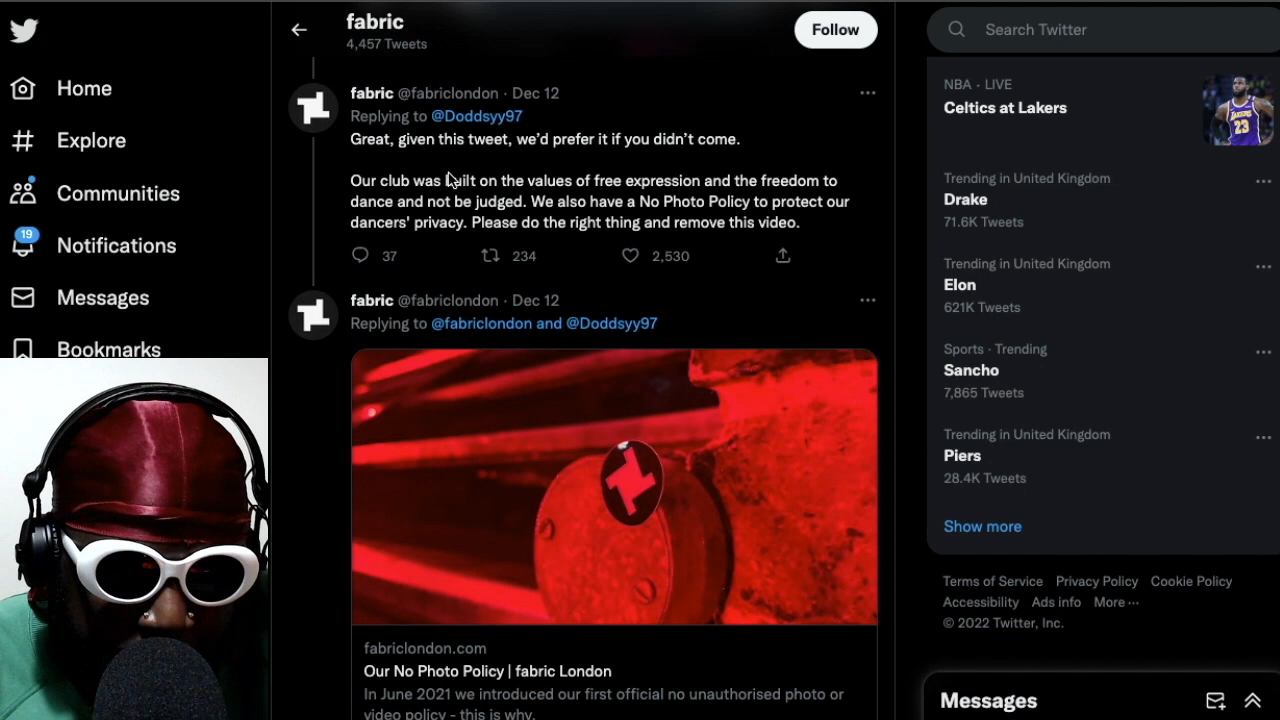 fabric
4,457 Tweets
Follow
Search Twitter
Home
Explore
Communities
19
Notifications
Messages
Bookmarks
fabric @fabriclondon · Dec 12
Replying to @Doddsyy97
Great, given this tweet, we'd prefer it if you didn't come.
Our club was built on the values of free expression and the freedom to
dance and not be judged. We also have a No Photo Policy to protect our
dancers' privacy. Please do the right thing and remove this video.
37 234 2,530
fabric @fabriclondon · Dec 12
Replying to @fabriclondon and @Doddsyy97
fabriclondon.com
Our No Photo Policy | fabric London
In June 2021 we introduced our first official no unauthorised photo or
video policy - this is why.
NBA · LIVE
Celtics at Lakers
LAKERS
23
Trending in United Kingdom
Drake
71.6K Tweets
Trending in United Kingdom
Elon
621K Tweets
Sports · Trending
Sancho
7,865 Tweets
Trending in United Kingdom
Piers
28.4K Tweets
Show more
Terms of Service Privacy Policy Cookie Policy
Accessibility Ads info More ···
© 2022 Twitter, Inc.
Messages